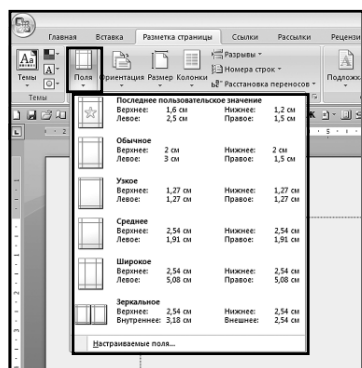 Главная Вставка Разметка страницы Ссылки Рассылки Рецензи
Темы Поля Ориентация Размер Колонки Разрывы Номера строк Расстановка переносов Подложк
Темы
Последнее пользовательское значение
Верхнее: 1,6 см Нижнее: 1,2 см
Левое: 2,5 см Правое: 1,5 см
Обычное
Верхнее: 2 см Нижнее: 2 см
Левое: 3 см Правое: 1,5 см
Узкое
Верхнее: 1,27 см Нижнее: 1,27 см
Левое: 1,27 см Правое: 1,27 см
Среднее
Верхнее: 2,54 см Нижнее: 2,54 см
Левое: 1,91 см Правое: 1,91 см
Широкое
Верхнее: 2,54 см Нижнее: 2,54 см
Левое: 5,08 см Правое: 5,08 см
Зеркальное
Верхнее: 2,54 см Нижнее: 2,54 см
Внутреннее: 3,18 см Внешнее: 2,54 см
Настраиваемые поля...